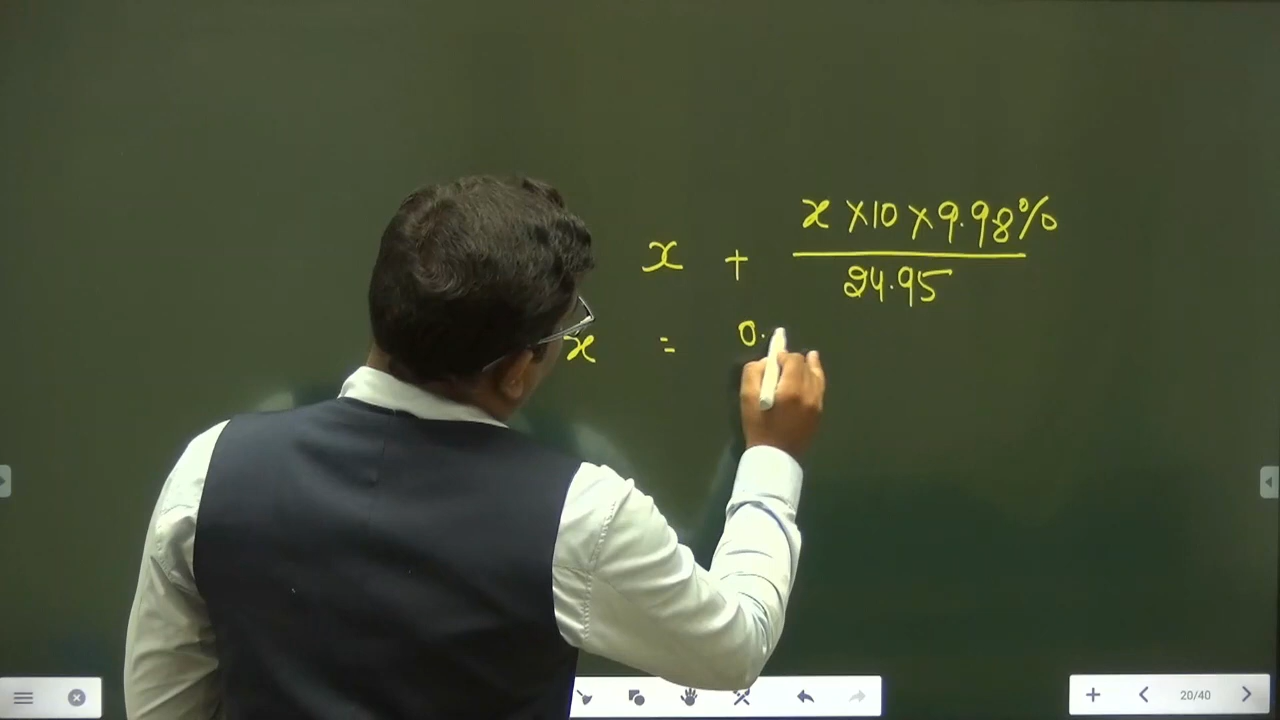 x + x × 10 × 9.98% / 24.95
x = 0.
20/40